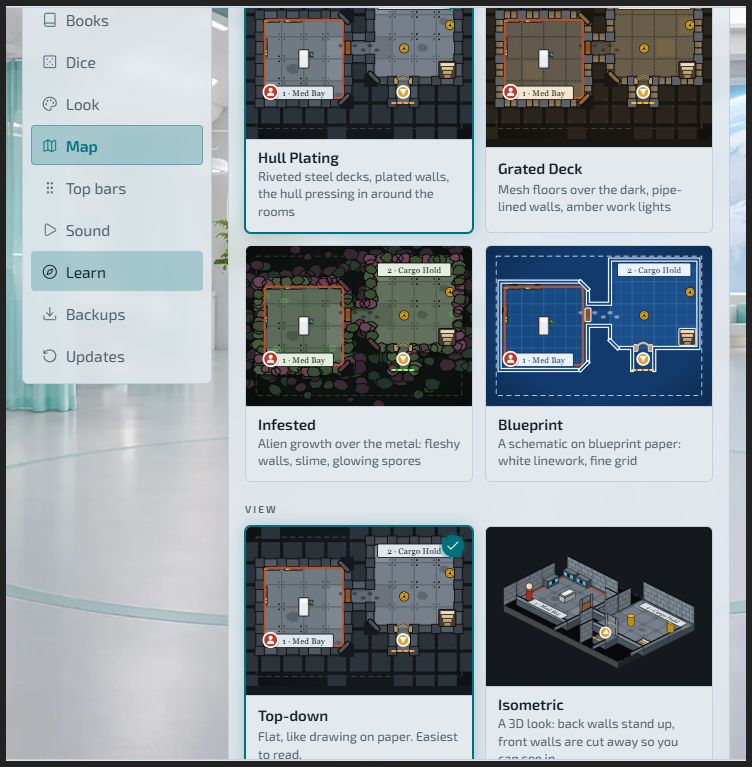 Books
Dice
Look
Map
Top bars
Sound
Learn
Backups
Updates
1 · Med Bay
Hull Plating
Riveted steel decks, plated walls,
the hull pressing in around the
rooms
1 · Med Bay
Grated Deck
Mesh floors over the dark, pipe-
lined walls, amber work lights
2 · Cargo Hold
1 · Med Bay
Infested
Alien growth over the metal: fleshy
walls, slime, glowing spores
2 · Cargo Hold
1 · Med Bay
Blueprint
A schematic on blueprint paper:
white linework, fine grid
VIEW
2 · Cargo Hold
1 · Med Bay
Top-down
Flat, like drawing on paper. Easiest
to read.
Isometric
A 3D look: back walls stand up,
front walls are cut away so you
can see in.